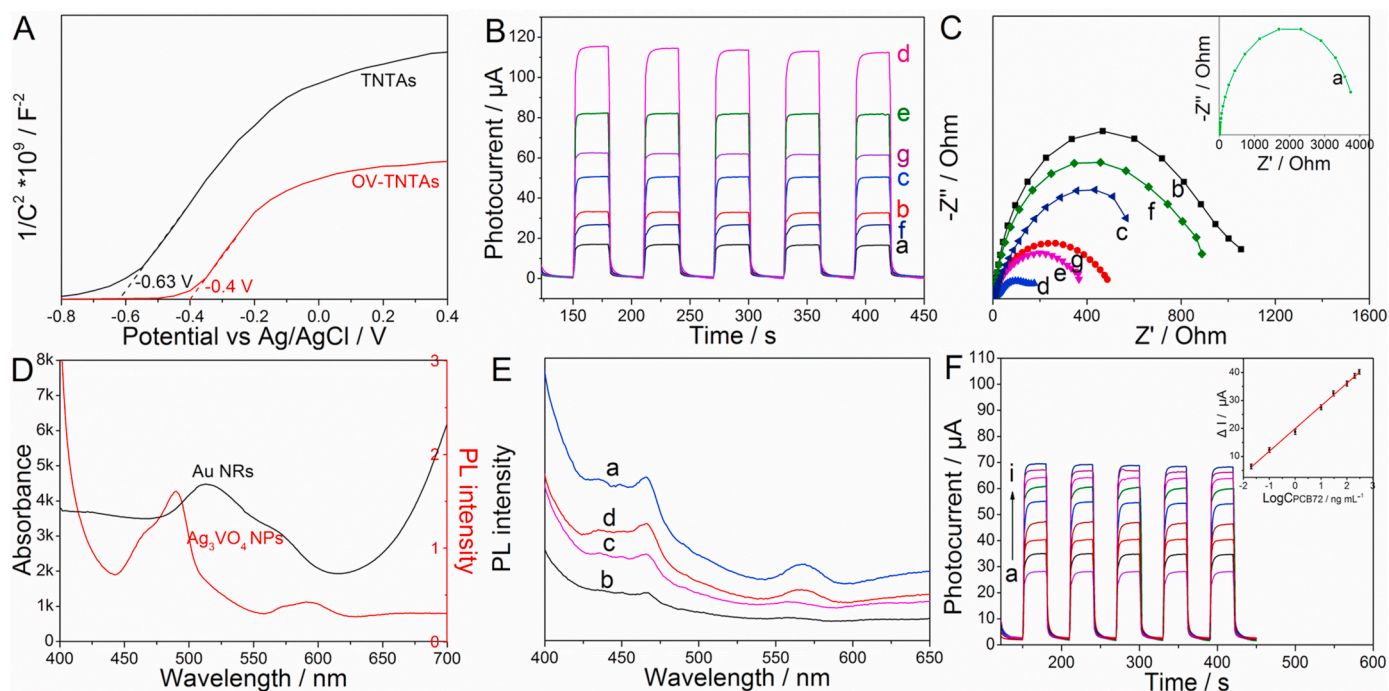 A
1/C² *10⁹ / F⁻²
TNTAs
OV-TNTAs
-0.63 V
-0.4 V
-0.8 -0.6 -0.4 -0.2 0.0 0.2 0.4
Potential vs Ag/AgCl / V
B
Photocurrent / μA
120
100
80
60
40
20
0
d
e
g
c
b
f
a
150 200 250 300 350 400 450
Time / s
C
-Z" / Ohm
b
f
c
g
e
d
0 400 800 1200 1600
Z' / Ohm
-Z" / Ohm
a
0 1000 2000 3000 4000
Z' / Ohm
D
Absorbance
8k
7k
6k
5k
4k
3k
2k
1k
0
Au NRs
Ag₃VO₄ NPs
3
2
1
0
PL intensity
400 450 500 550 600 650 700
Wavelength / nm
E
PL intensity
a
d
c
b
400 450 500 550 600 650
Wavelength / nm
F
Photocurrent / μA
110
100
90
80
70
60
50
40
30
20
10
0
i
a
200 300 400 500 600
Time / s
Δ I / μA
40
30
20
10
-2 -1 0 1 2 3
LogCPCB72 / ng mL⁻¹